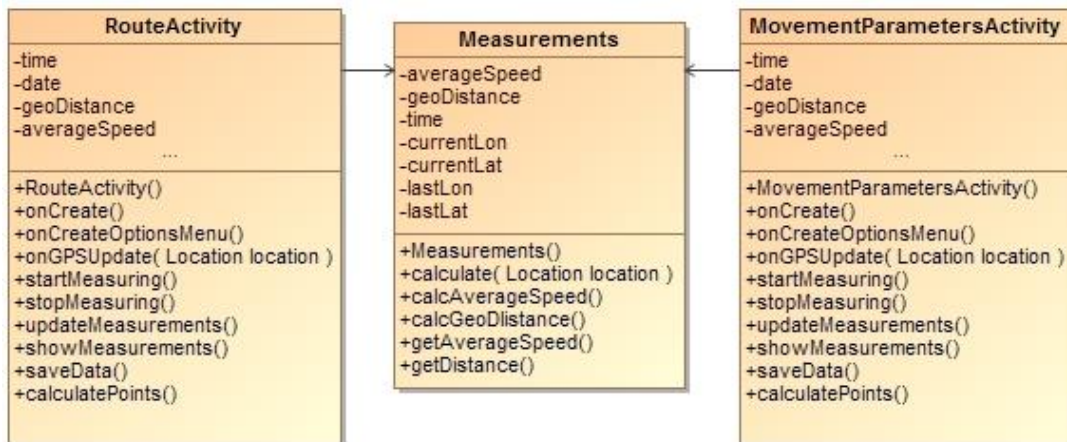 RouteActivity
-time
-date
-geoDistance
-averageSpeed
...
+RouteActivity()
+onCreate()
+onCreateOptionsMenu()
+onGPSUpdate( Location location )
+startMeasuring()
+stopMeasuring()
+updateMeasurements()
+showMeasurements()
+saveData()
+calculatePoints()
Measurements
-averageSpeed
-geoDistance
-time
-currentLon
-currentLat
-lastLon
-lastLat
+Measurements()
+calculate( Location location )
+calcAverageSpeed()
+calcGeoDIistance()
+getAverageSpeed()
+getDistance()
MovementParametersActivity
-time
-date
-geoDistance
-averageSpeed
...
+MovementParametersActivity()
+onCreate()
+onCreateOptionsMenu()
+onGPSUpdate( Location location )
+startMeasuring()
+stopMeasuring()
+updateMeasurements()
+showMeasurements()
+saveData()
+calculatePoints()